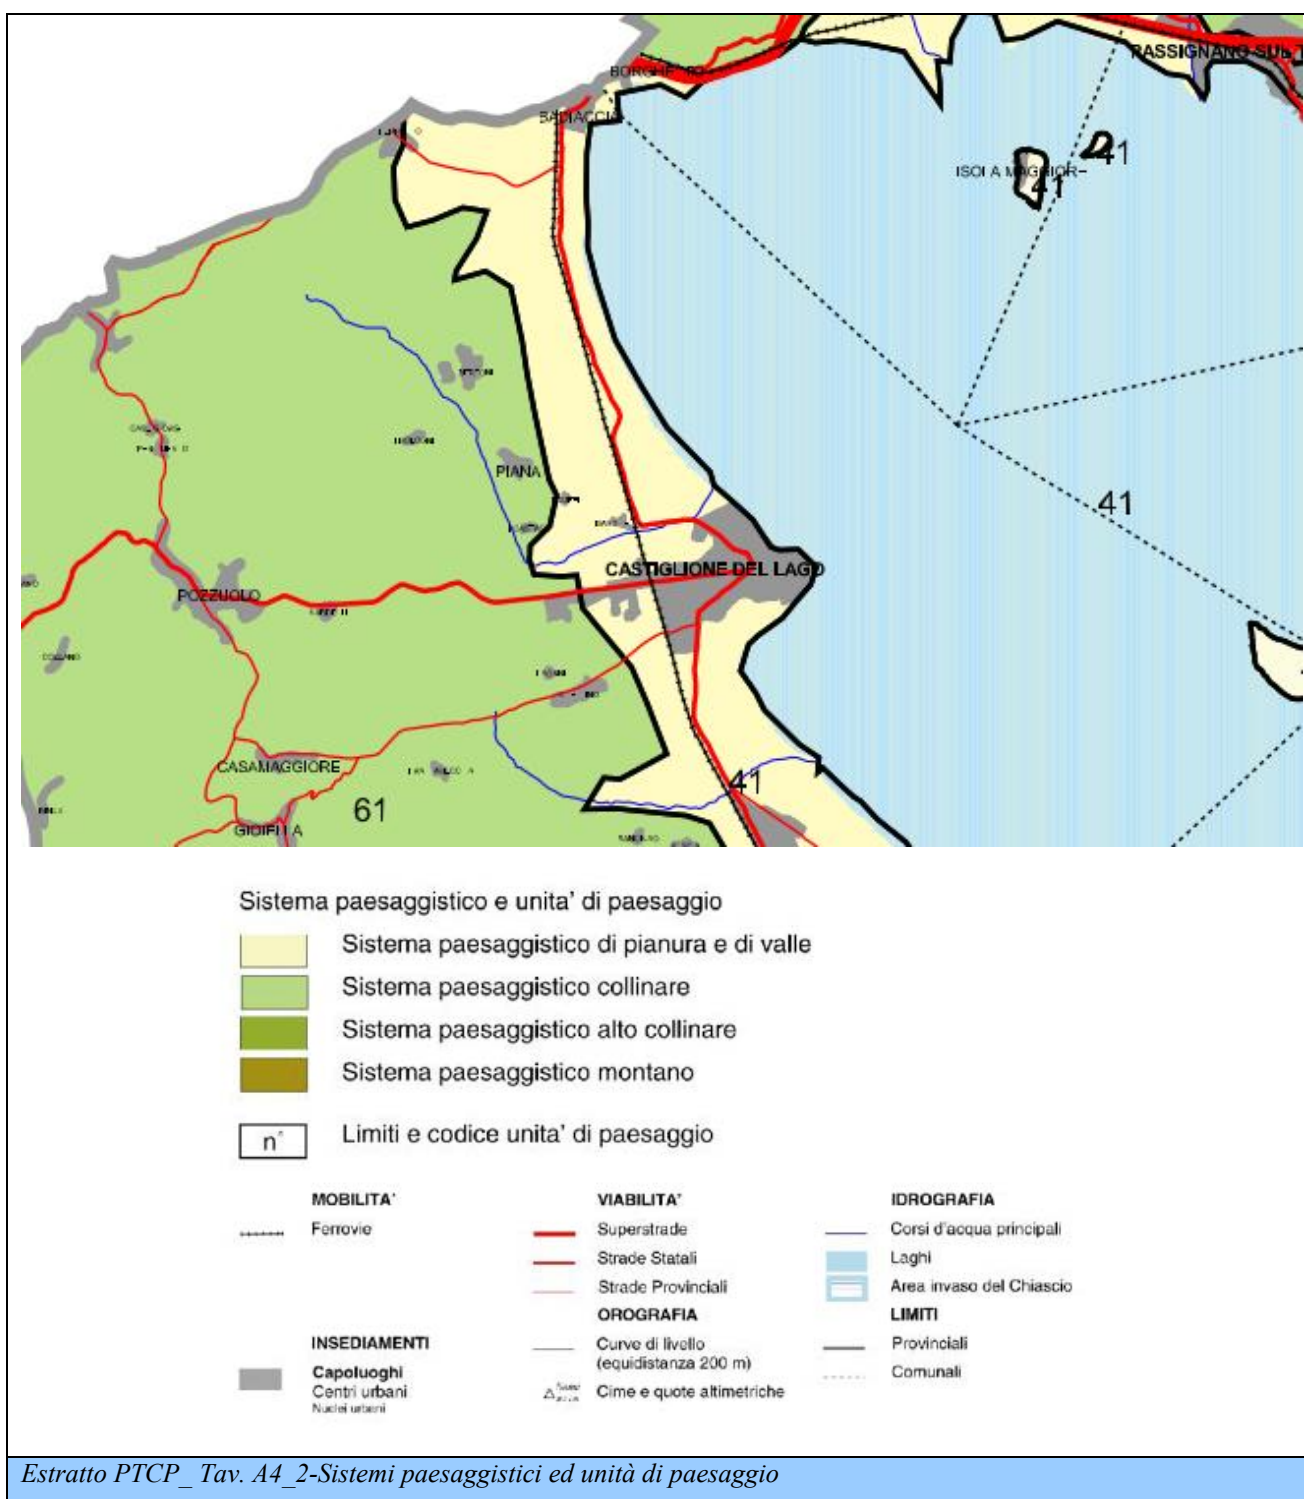 BADIACCIA
PASSIGNANO SUL T
41
ISOLA MAGGIORE
41
PIANA
41
CASTIGLIONE DEL LAGO
POZZUOLO
CASAMAGGIORE
41
61
GIOIELLA
Sistema paesaggistico e unita' di paesaggio
Sistema paesaggistico di pianura e di valle
Sistema paesaggistico collinare
Sistema paesaggistico alto collinare
Sistema paesaggistico montano
n° Limiti e codice unita' di paesaggio
MOBILITA'
Ferrovie
VIABILITA'
Superstrade
Strade Statali
Strade Provinciali
OROGRAFIA
Curve di livello
(equidistanza 200 m)
Cime e quote altimetriche
IDROGRAFIA
Corsi d'acqua principali
Laghi
Area invaso del Chiascio
LIMITI
Provinciali
Comunali
INSEDIAMENTI
Capoluoghi
Centri urbani
Nuclei urbani
Estratto PTCP_ Tav. A4_2-Sistemi paesaggistici ed unità di paesaggio